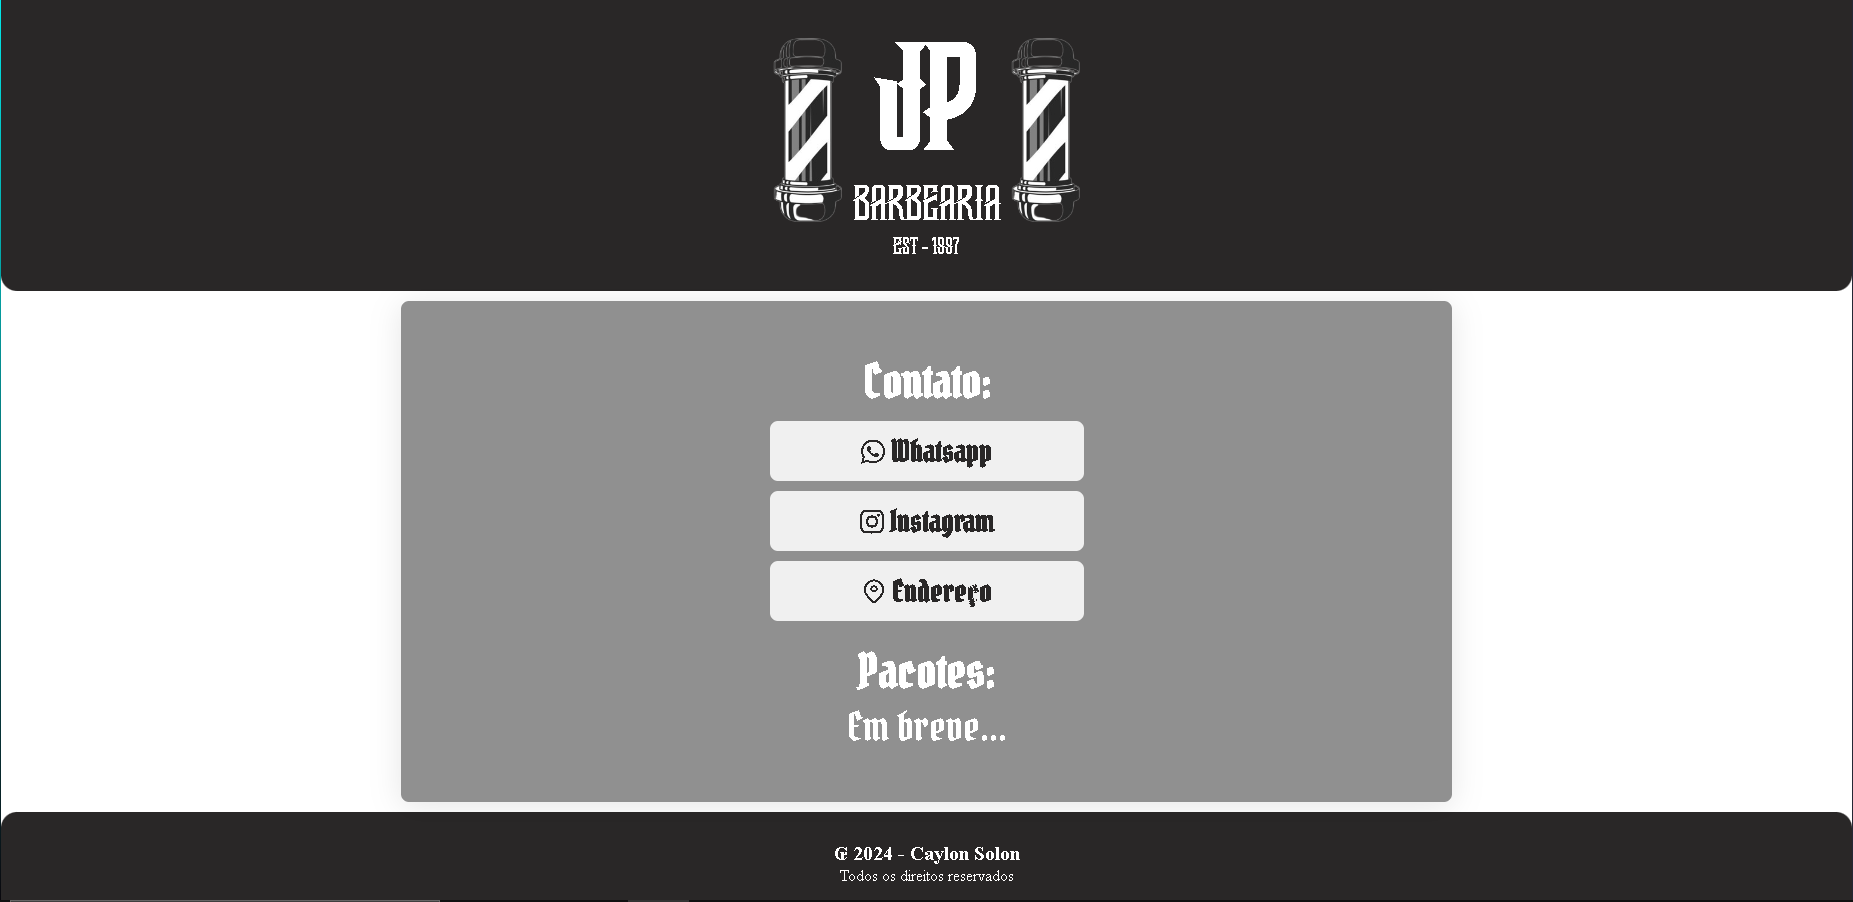 JP
BARBEARIA
EST - 1997
Contato:
Whatsapp
Instagram
Endereço
Pacotes:
Em breve...
© 2024 - Caylon Solon
Todos os direitos reservados